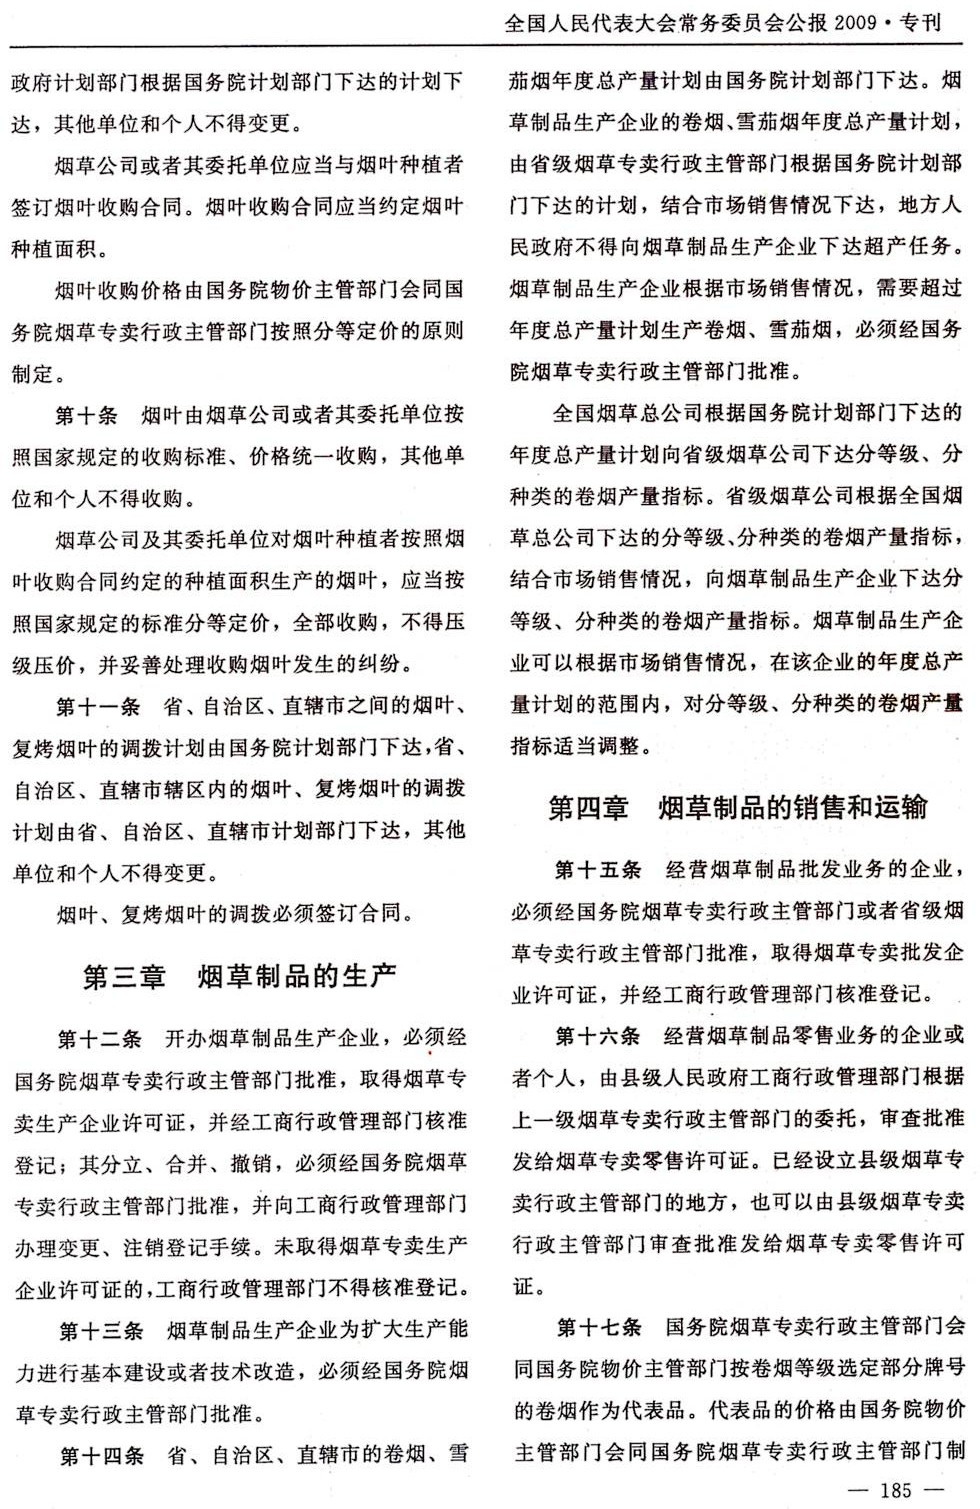 全国人民代表大会常务委员会公报2009·专刊
政府计划部门根据国务院计划部门下达的计划下
达，其他单位和个人不得变更。
烟草公司或者其委托单位应当与烟叶种植者
签订烟叶收购合同。烟叶收购合同应当约定烟叶
种植面积。
烟叶收购价格由国务院物价主管部门会同国
务院烟草专卖行政主管部门按照分等定价的原则
制定。
第十条　烟叶由烟草公司或者其委托单位按
照国家规定的收购标准、价格统一收购，其他单
位和个人不得收购。
烟草公司及其委托单位对烟叶种植者按照烟
叶收购合同约定的种植面积生产的烟叶，应当按
照国家规定的标准分等定价，全部收购，不得压
级压价，并妥善处理收购烟叶发生的纠纷。
第十一条　省、自治区、直辖市之间的烟叶、
复烤烟叶的调拨计划由国务院计划部门下达，省、
自治区、直辖市辖区内的烟叶、复烤烟叶的调拨
计划由省、自治区、直辖市计划部门下达，其他
单位和个人不得变更。
烟叶、复烤烟叶的调拨必须签订合同。
第三章　烟草制品的生产
第十二条　开办烟草制品生产企业，必须经
国务院烟草专卖行政主管部门批准，取得烟草专
卖生产企业许可证，并经工商行政管理部门核准
登记；其分立、合并、撤销，必须经国务院烟草
专卖行政主管部门批准，并向工商行政管理部门
办理变更、注销登记手续。未取得烟草专卖生产
企业许可证的，工商行政管理部门不得核准登记。
第十三条　烟草制品生产企业为扩大生产能
力进行基本建设或者技术改造，必须经国务院烟
草专卖行政主管部门批准。
第十四条　省、自治区、直辖市的卷烟、雪
茄烟年度总产量计划由国务院计划部门下达。烟
草制品生产企业的卷烟、雪茄烟年度总产量计划，
由省级烟草专卖行政主管部门根据国务院计划部
门下达的计划，结合市场销售情况下达，地方人
民政府不得向烟草制品生产企业下达超产任务。
烟草制品生产企业根据市场销售情况，需要超过
年度总产量计划生产卷烟、雪茄烟，必须经国务
院烟草专卖行政主管部门批准。
全国烟草总公司根据国务院计划部门下达的
年度总产量计划向省级烟草公司下达分等级、分
种类的卷烟产量指标。省级烟草公司根据全国烟
草总公司下达的分等级、分种类的卷烟产量指标，
结合市场销售情况，向烟草制品生产企业下达分
等级、分种类的卷烟产量指标。烟草制品生产企
业可以根据市场销售情况，在该企业的年度总产
量计划的范围内，对分等级、分种类的卷烟产量
指标适当调整。
第四章　烟草制品的销售和运输
第十五条　经营烟草制品批发业务的企业，
必须经国务院烟草专卖行政主管部门或者省级烟
草专卖行政主管部门批准，取得烟草专卖批发企
业许可证，并经工商行政管理部门核准登记。
第十六条　经营烟草制品零售业务的企业或
者个人，由县级人民政府工商行政管理部门根据
上一级烟草专卖行政主管部门的委托，审查批准
发给烟草专卖零售许可证。已经设立县级烟草专
卖行政主管部门的地方，也可以由县级烟草专卖
行政主管部门审查批准发给烟草专卖零售许可
证。
第十七条　国务院烟草专卖行政主管部门会
同国务院物价主管部门按卷烟等级选定部分牌号
的卷烟作为代表品。代表品的价格由国务院物价
主管部门会同国务院烟草专卖行政主管部门制
— 185 —